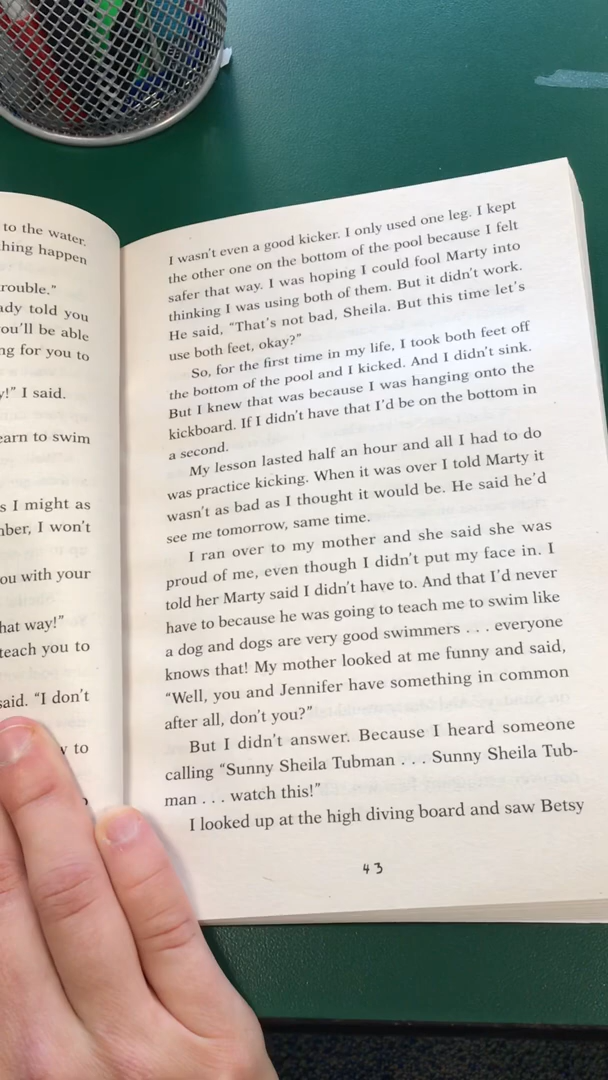 to the water.
thing happen
rouble."
ady told you
ou'll be able
ng for you to
y!" I said.
earn to swim
s I might as
nber, I won't
ou with your
hat way!"
teach you to
said. "I don't
to
I wasn't even a good kicker. I only used one leg. I kept
the other one on the bottom of the pool because I felt
safer that way. I was hoping I could fool Marty into
thinking I was using both of them. But it didn't work.
He said, "That's not bad, Sheila. But this time let's
use both feet, okay?"
So, for the first time in my life, I took both feet off
the bottom of the pool and I kicked. And I didn't sink.
But I knew that was because I was hanging onto the
kickboard. If I didn't have that I'd be on the bottom in
a second.
My lesson lasted half an hour and all I had to do
was practice kicking. When it was over I told Marty it
wasn't as bad as I thought it would be. He said he'd
see me tomorrow, same time.
I ran over to my mother and she said she was
proud of me, even though I didn't put my face in. I
told her Marty said I didn't have to. And that I'd never
have to because he was going to teach me to swim like
a dog and dogs are very good swimmers . . . everyone
knows that! My mother looked at me funny and said,
"Well, you and Jennifer have something in common
after all, don't you?"
But I didn't answer. Because I heard someone
calling "Sunny Sheila Tubman . . . Sunny Sheila Tub-
man . . . watch this!"
I looked up at the high diving board and saw Betsy
43